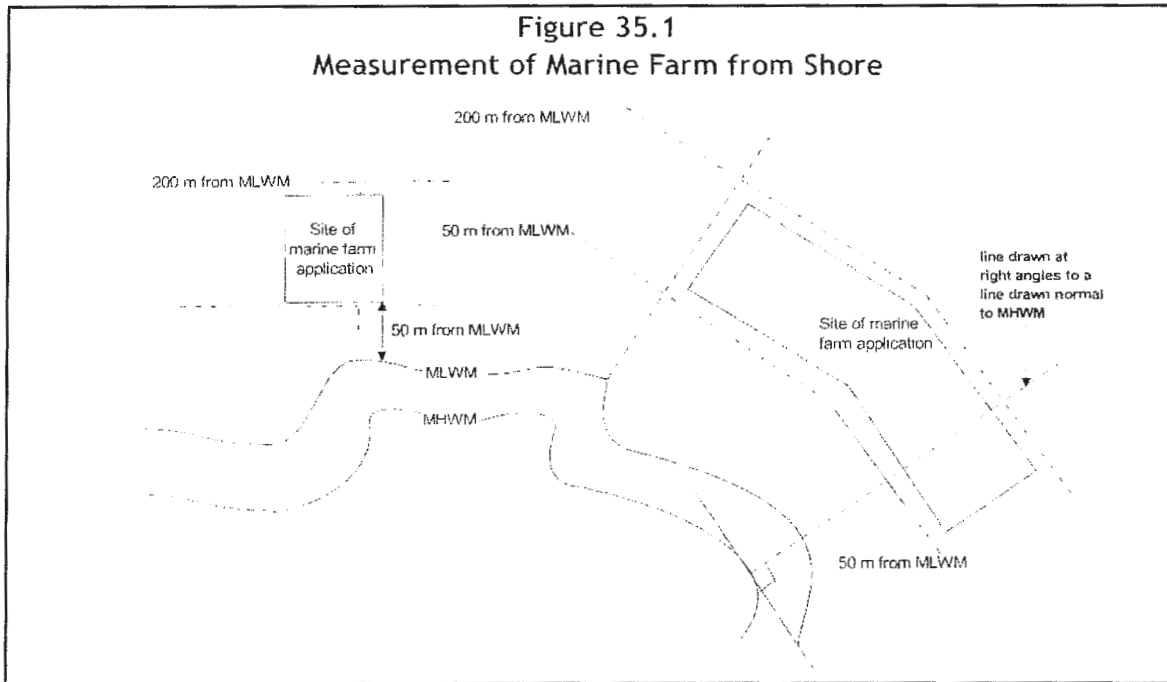 Figure 35.1
Measurement of Marine Farm from Shore
200 m from MLWM
200 m from MLWM
Site of
marine farm
application
50 m from MLWM
50 m from MLWM
line drawn at
right angles to a
line drawn normal
to MHWM
Site of marine
farm application
MLWM
MHWM
50 m from MLWM